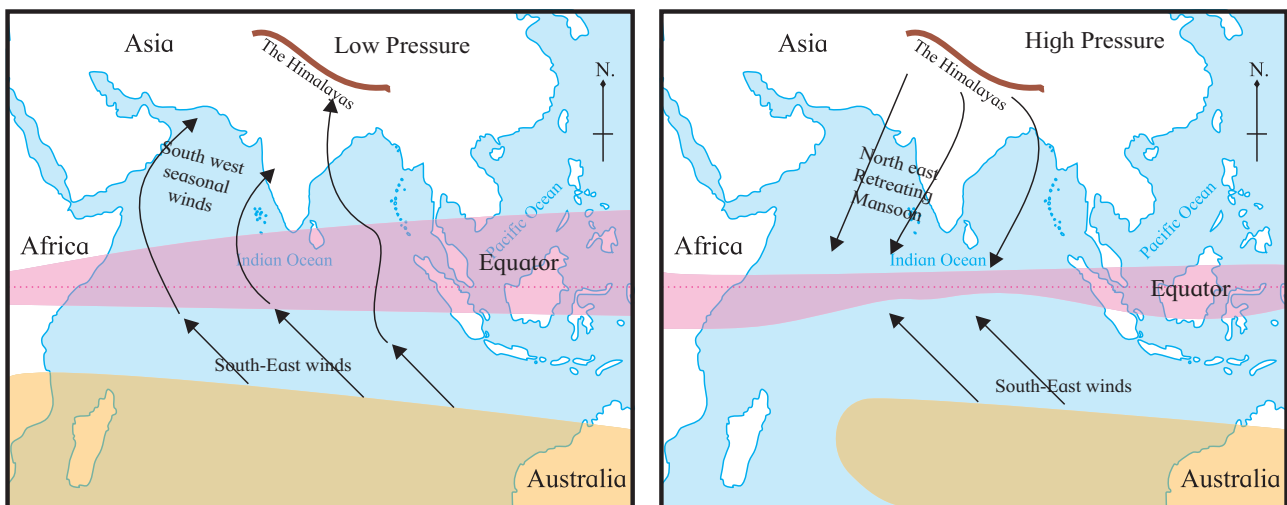 Asia
Low Pressure
The Himalayas
N.
South west
seasonal
winds
Africa
Pacific Ocean
Indian Ocean
Equator
South-East winds
Australia
Asia
High Pressure
The Himalayas
N.
North east
Retreating
Mansoon
Africa
Pacific Ocean
Indian Ocean
Equator
South-East winds
Australia